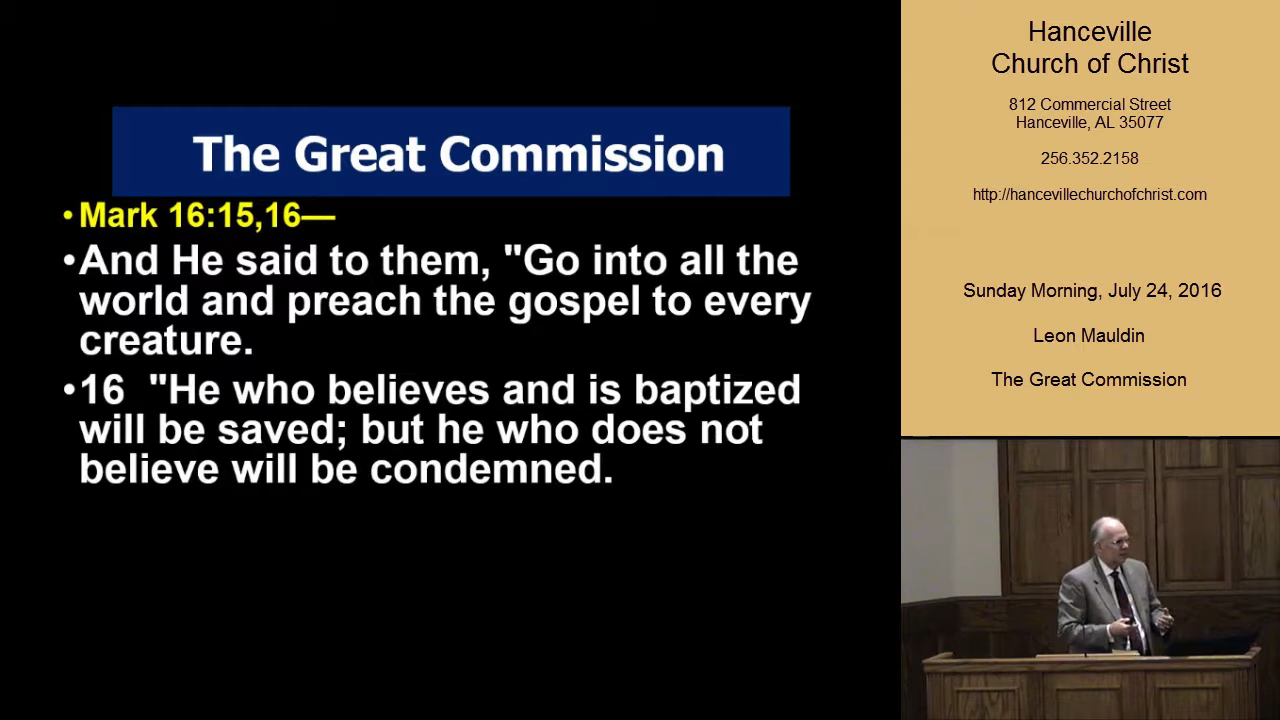 The Great Commission
• Mark 16:15,16—
•And He said to them, "Go into all the
world and preach the gospel to every
creature.
•16  "He who believes and is baptized
will be saved; but he who does not
believe will be condemned.
Hanceville
Church of Christ
812 Commercial Street
Hanceville, AL 35077
256.352.2158
http://hancevillechurchofchrist.com
Sunday Morning, July 24, 2016
Leon Mauldin
The Great Commission